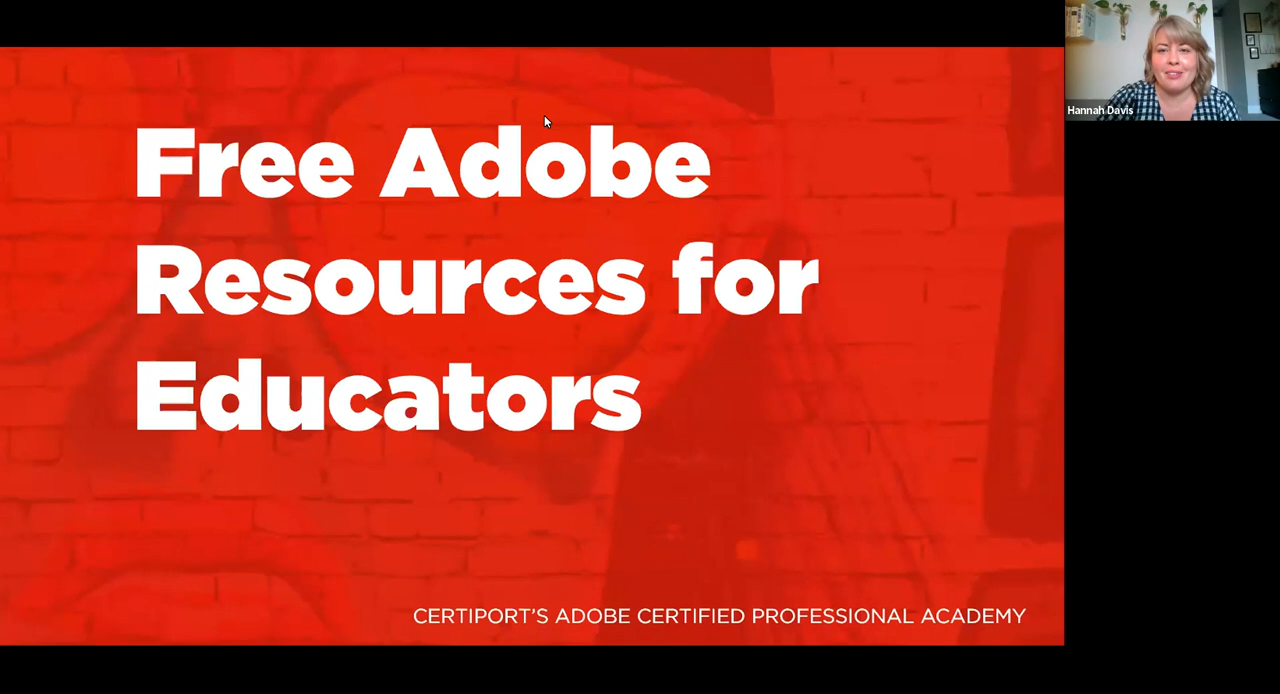 Free Adobe
Resources for
Educators
CERTIPORT'S ADOBE CERTIFIED PROFESSIONAL ACADEMY
Hannah Davis